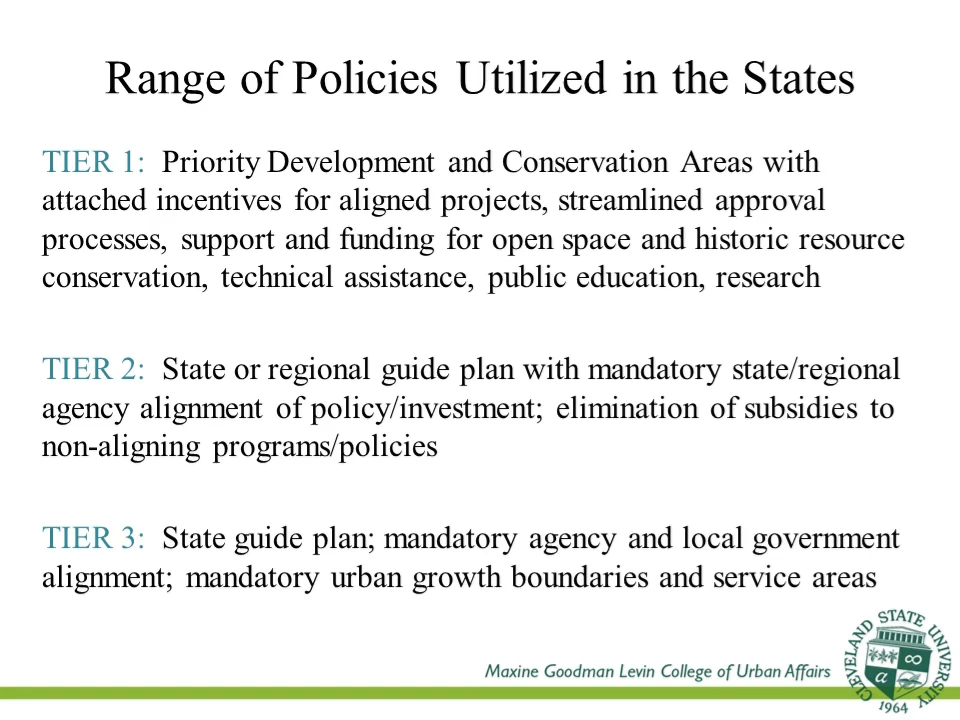 Range of Policies Utilized in the States
TIER 1: Priority Development and Conservation Areas with
attached incentives for aligned projects, streamlined approval
processes, support and funding for open space and historic resource
conservation, technical assistance, public education, research
TIER 2: State or regional guide plan with mandatory state/regional
agency alignment of policy/investment; elimination of subsidies to
non-aligning programs/policies
TIER 3: State guide plan; mandatory agency and local government
alignment; mandatory urban growth boundaries and service areas
Maxine Goodman Levin College of Urban Affairs
CLEVELAND STATE UNIVERSITY
1964